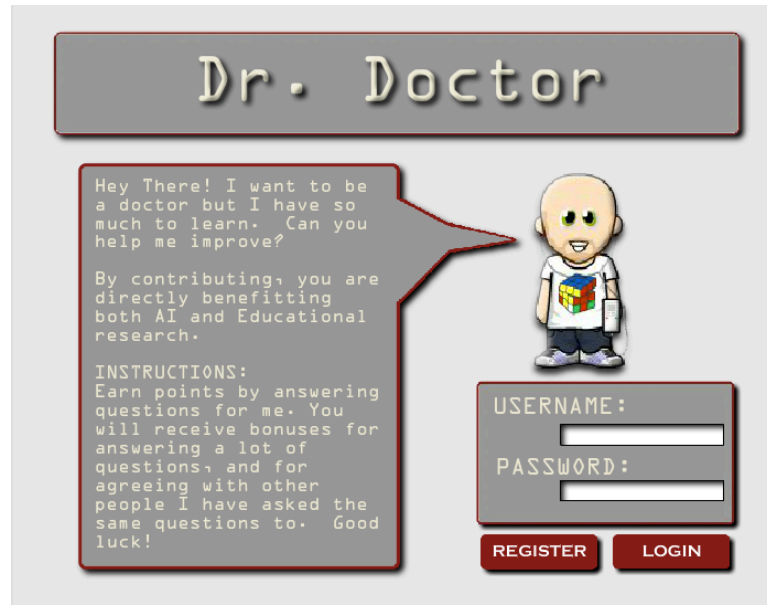 Dr. Doctor
Hey There! I want to be
a doctor but I have so
much to learn.  Can you
help me improve?
By contributing, you are
directly benefitting
both AI and Educational
research.
INSTRUCTIONS:
Earn points by answering
questions for me. You
will receive bonuses for
answering a lot of
questions, and for
agreeing with other
people I have asked the
same questions to.  Good
luck!
USERNAME:
PASSWORD:
REGISTER
LOGIN